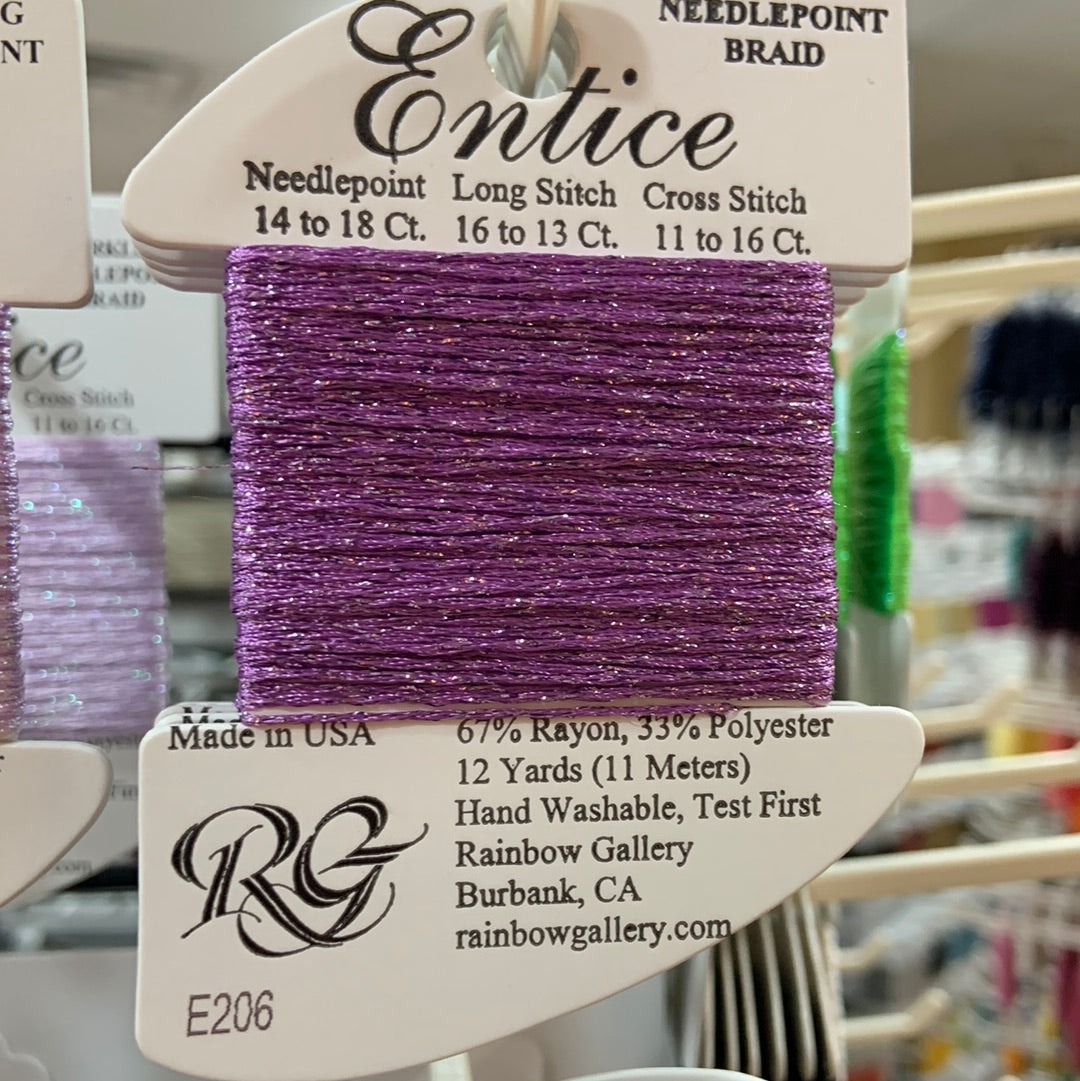 NEEDLEPOINT
BRAID
Entice
Needlepoint Long Stitch Cross Stitch
14 to 18 Ct. 16 to 13 Ct. 11 to 16 Ct.
Made in USA
67% Rayon, 33% Polyester
12 Yards (11 Meters)
Hand Washable, Test First
Rainbow Gallery
Burbank, CA
rainbowgallery.com
RG
E206
G
NT
ce
Cross Stitch
11 to 16 Ct.